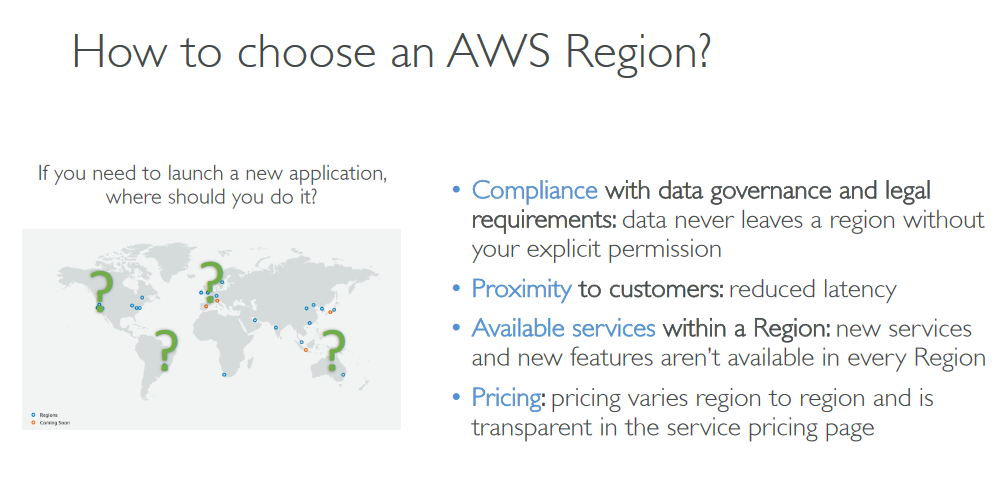 How to choose an AWS Region?
If you need to launch a new application,
where should you do it?
?
?
?
?
Regions
Coming Soon
• Compliance with data governance and legal
requirements: data never leaves a region without
your explicit permission
• Proximity to customers: reduced latency
• Available services within a Region: new services
and new features aren’t available in every Region
• Pricing: pricing varies region to region and is
transparent in the service pricing page